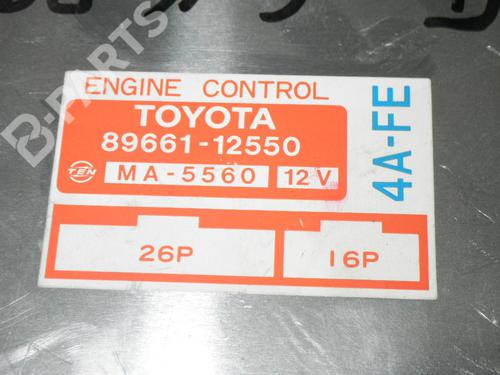 B-PARTS
ENGINE CONTROL
TOYOTA
89661-12550
TEN MA-5560 12V
4A-FE
26P 16P